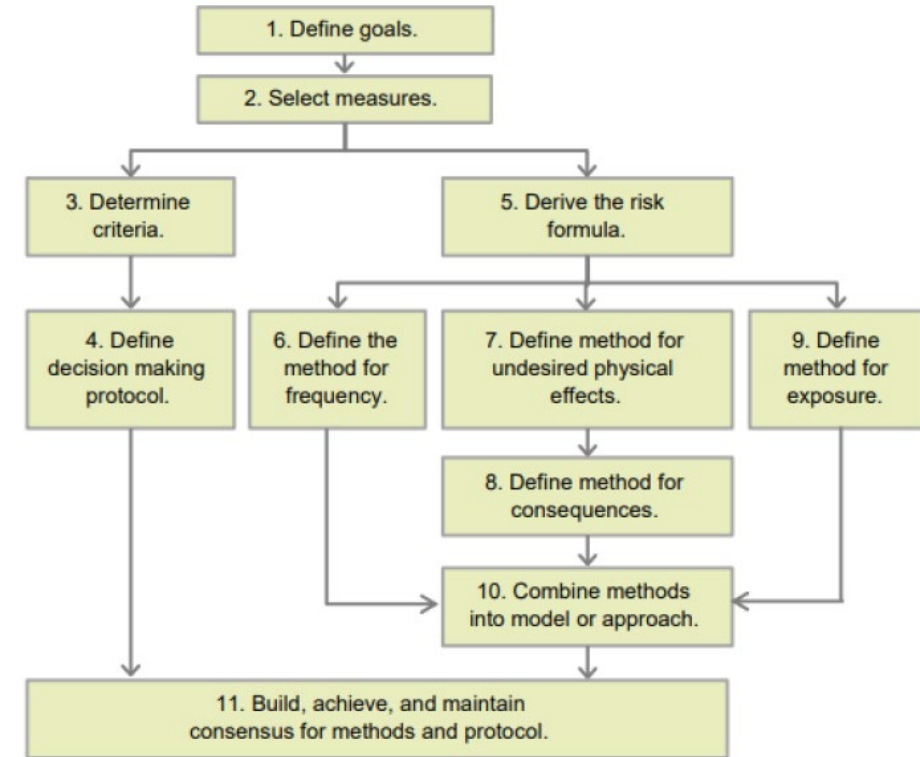 1. Define goals.
2. Select measures.
3. Determine
criteria.
5. Derive the risk
formula.
4. Define
decision making
protocol.
6. Define the
method for
frequency.
7. Define method for
undesired physical
effects.
9. Define
method for
exposure.
8. Define method for
consequences.
10. Combine methods
into model or approach.
11. Build, achieve, and maintain
consensus for methods and protocol.